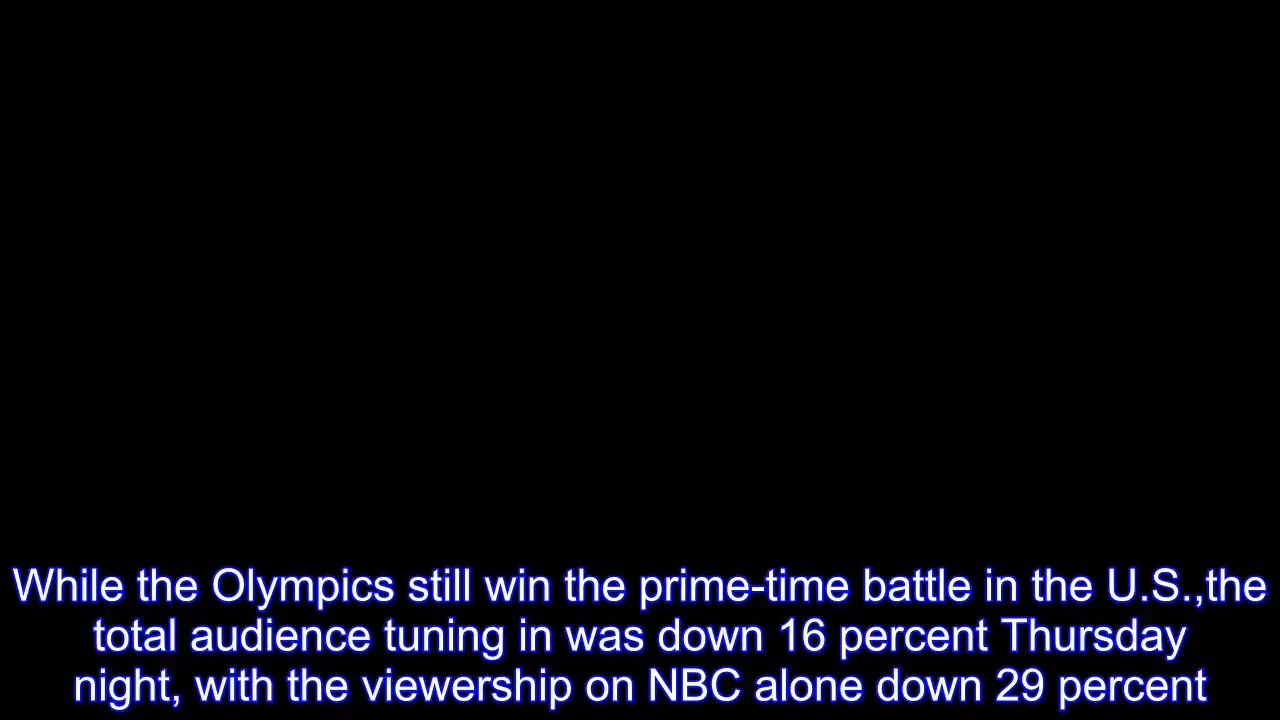 While the Olympics still win the prime-time battle in the U.S.,the
total audience tuning in was down 16 percent Thursday
night, with the viewership on NBC alone down 29 percent